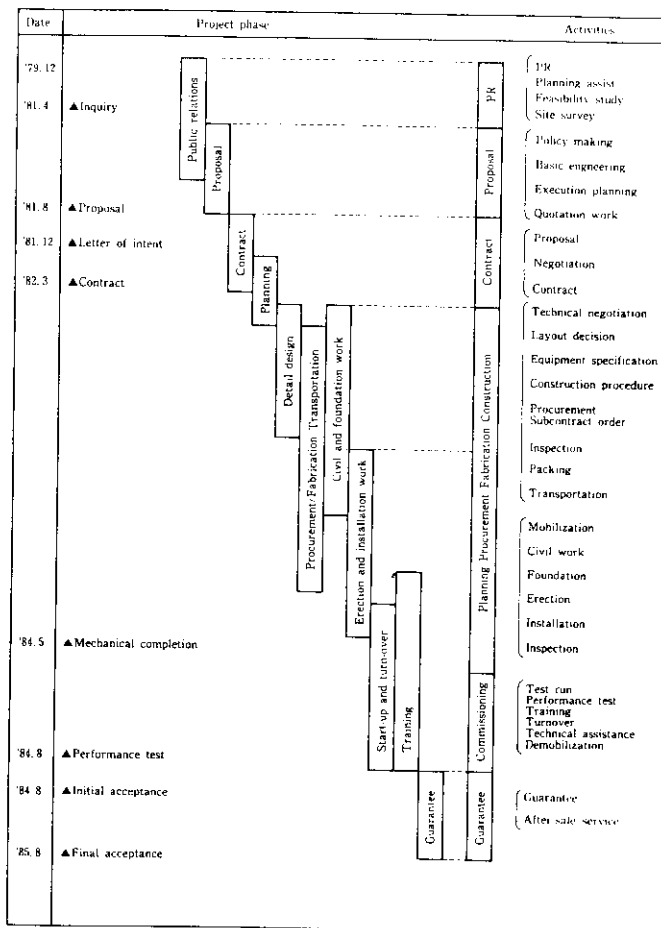 Date Project phase Activities
'79.12
'81.4 ▲Inquiry
'81.8 ▲Proposal
'81.12 ▲Letter of intent
'82.3 ▲Contract
'84.5 ▲Mechanical completion
'84.8 ▲Performance test
'84.8 ▲Initial acceptance
'85.8 ▲Final acceptance
Public relations
Proposal
Contract
Planning
Detail design
Procurement/Fabrication Transportation
Civil and foundation work
Erection and installation work
Start-up and turn-over
Training
Guarantee
PR
Proposal
Contract
Planning Procurement Fabrication Construction
Commissioning
Guarantee
PR
Planning assist
Feasibility study
Site survey
Policy making
Basic engneering
Execution planning
Quotation work
Proposal
Negotiation
Contract
Technical negotiation
Layout decision
Equipment specification
Construction procedure
Procurement
Subcontract order
Inspection
Packing
Transportation
Mobilization
Civil work
Foundation
Erection
Installation
Inspection
Test run
Performance test
Training
Turnover
Technical assistance
Demobilization
Guarantee
After sale service